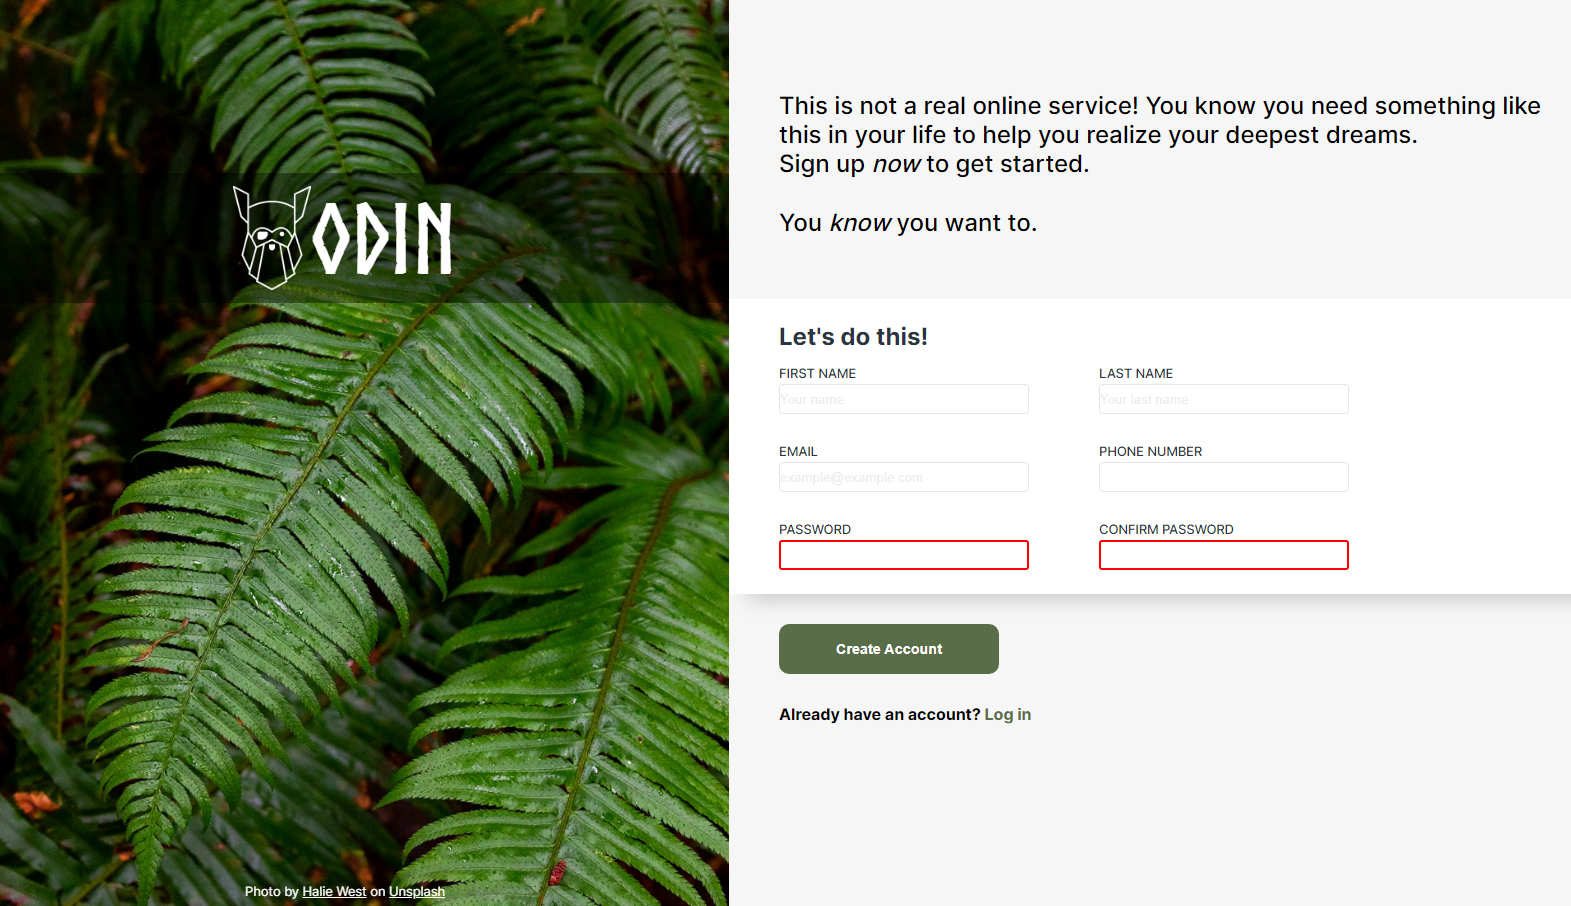 ODIN
This is not a real online service! You know you need something like
this in your life to help you realize your deepest dreams.
Sign up now to get started.
You know you want to.
Let's do this!
FIRST NAME
LAST NAME
Your name
Your last name
EMAIL
PHONE NUMBER
example@example.com
PASSWORD
CONFIRM PASSWORD
Create Account
Already have an account? Log in
Photo by Halie West on Unsplash